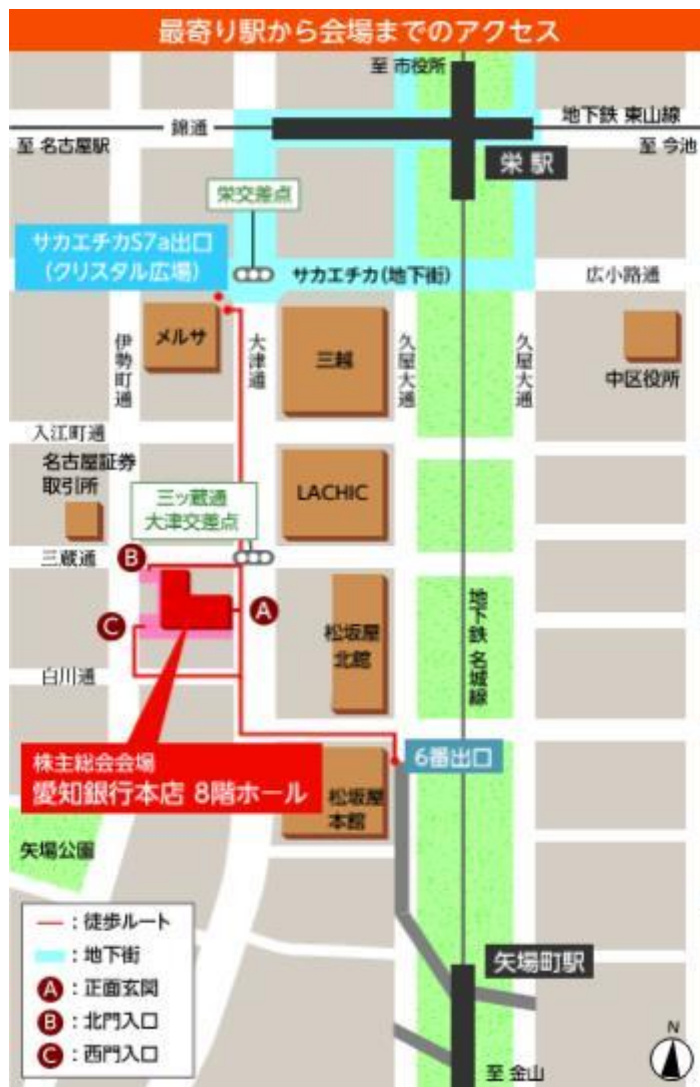 最寄り駅から会場までのアクセス
至 市役所
地下鉄 東山線
錦通
至 名古屋駅
至 今池
栄 駅
栄交差点
サカエチカS7a出口
(クリスタル広場)
サカエチカ(地下街)
広小路通
メルサ
伊勢町通
大津通
三越
久屋大通
久屋大通
中区役所
入江町通
名古屋証券
取引所
LACHIC
三ッ蔵通
大津交差点
三蔵通
B
A
C
松坂屋
北館
地下鉄 名城線
白川通
株主総会会場
愛知銀行本店 8階ホール
6番出口
松坂屋
本館
矢場公園
:徒歩ルート
:地下街
A:正面玄関
B:北門入口
C:西門入口
矢場町駅
至 金山
N